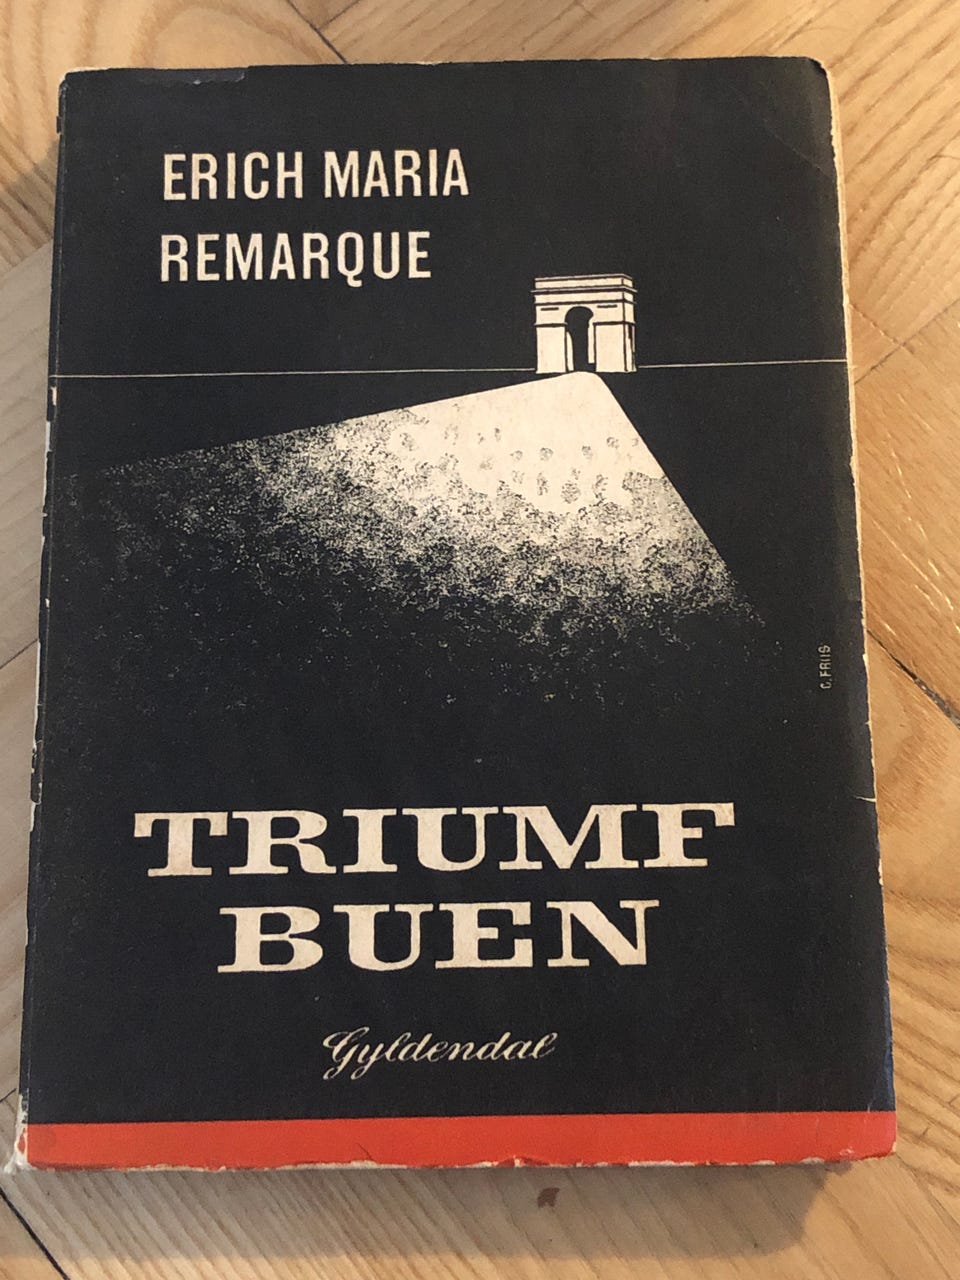 ERICH MARIA
REMARQUE
C. FRIIS
TRIUMF
BUEN
Gyldendal